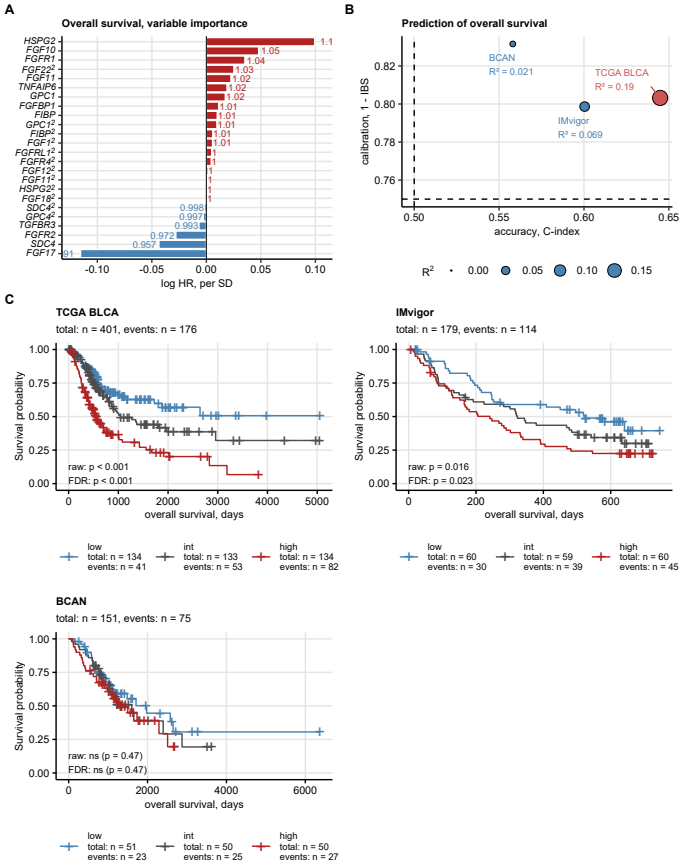 A
Overall survival, variable importance
HSPG2
FGF10
FGFR1
FGF22²
FGF11
TNFAIP6
GPC1
FGFBP1
FIBP
GPC1²
FIBP²
FGF1²
FGFRL1²
FGFR4²
FGF12²
FGF11²
HSPG2²
FGF18²
SDC4²
GPC4²
TGFBR3
FGFR2
SDC4
FGF17
1.1
1.05
1.04
1.03
1.02
1.02
1.02
1.01
1.01
1.01
1.01
1.01
1
1
1
1
1
1
0.998
0.997
0.993
0.972
0.957
91
-0.10 -0.05 0.00 0.05 0.10
log HR, per SD
B
Prediction of overall survival
calibration, 1 - IBS
0.82
0.80
0.78
0.76
BCAN
R² = 0.021
TCGA BLCA
R² = 0.19
IMvigor
R² = 0.069
0.50 0.55 0.60 0.65
accuracy, C-index
R² 0.00 0.05 0.10 0.15
C
TCGA BLCA
total: n = 401, events: n = 176
Survival probability
1.00
0.75
0.50
0.25
0.00
raw: p < 0.001
FDR: p < 0.001
0 1000 2000 3000 4000 5000
overall survival, days
low
total: n = 134
events: n = 41
int
total: n = 133
events: n = 53
high
total: n = 134
events: n = 82
IMvigor
total: n = 179, events: n = 114
Survival probability
1.00
0.75
0.50
0.25
0.00
raw: p = 0.016
FDR: p = 0.023
0 200 400 600
overall survival, days
low
total: n = 60
events: n = 30
int
total: n = 59
events: n = 39
high
total: n = 60
events: n = 45
BCAN
total: n = 151, events: n = 75
Survival probability
1.00
0.75
0.50
0.25
0.00
raw: ns (p = 0.47)
FDR: ns (p = 0.47)
0 2000 4000 6000
overall survival, days
low
total: n = 51
events: n = 23
int
total: n = 50
events: n = 25
high
total: n = 50
events: n = 27